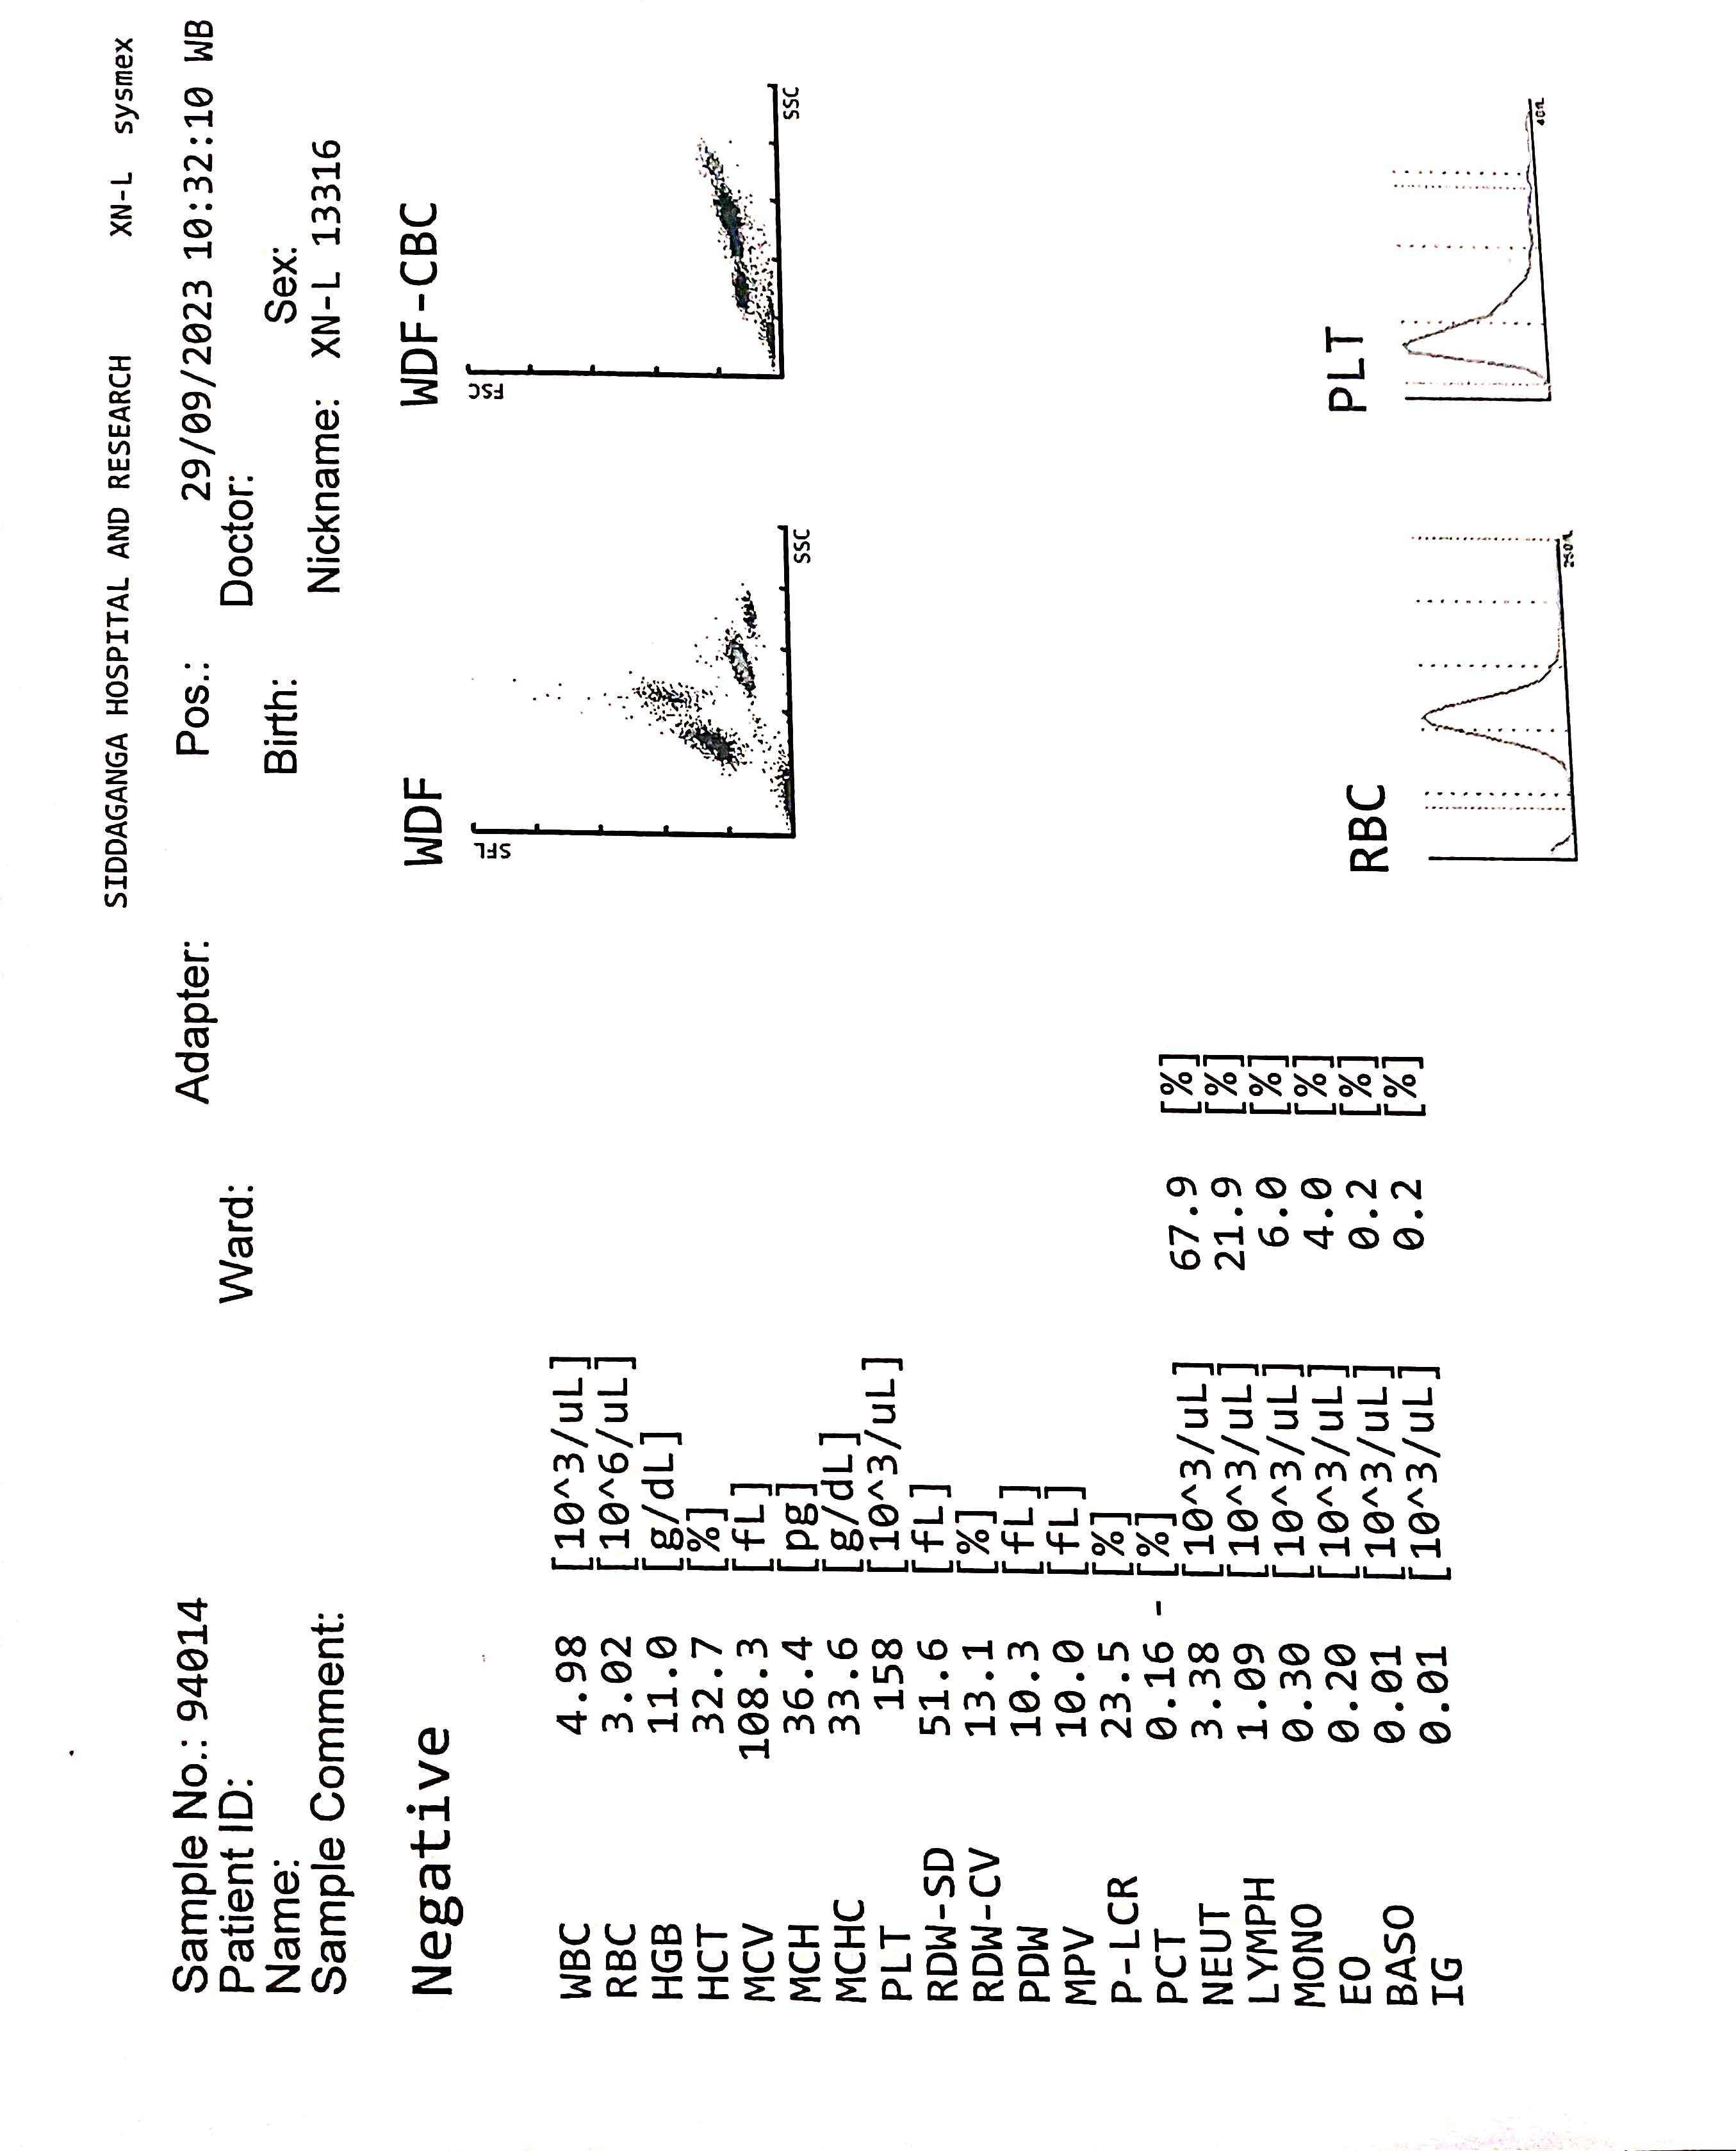 SIDDAGANGA HOSPITAL AND RESEARCH XN-L sysmex
Sample No.: 94014 Adapter: Pos.: 29/09/2023 10:32:10 WB
Patient ID: Ward: Doctor:
Name: Birth: Sex:
Sample Comment: Nickname: XN-L 13316
Negative WDF WDF-CBC
SFL FSC
WBC 4.98 [10^3/uL]
RBC 3.02 [10^6/uL]
HGB 11.0 [g/dL]
HCT 32.7 [%]
MCV 108.3 [fL]
MCH 36.4 [pg]
SSC SSC
MCHC 33.6 [g/dL]
PLT 158 [10^3/uL]
RDW-SD 51.6 [fL]
RDW-CV 13.1 [%]
PDW 10.3 [fL]
MPV 10.0 [fL]
P-LCR 23.5 [%]
PCT 0.16 - [%]
NEUT 3.38 [10^3/uL] 67.9 [%]
LYMPH 1.09 [10^3/uL] 21.9 [%]
MONO 0.30 [10^3/uL] 6.0 [%]
EO 0.20 [10^3/uL] 4.0 [%]
BASO 0.01 [10^3/uL] 0.2 [%]
IG 0.01 [10^3/uL] 0.2 [%]
RBC PLT
250fL 40fL